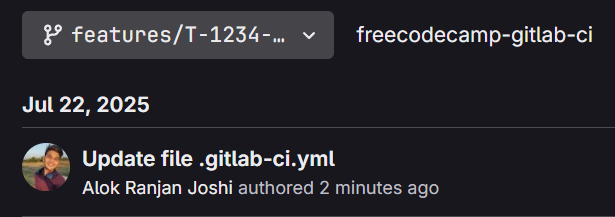 features/T-1234-… freecodecamp-gitlab-ci
Jul 22, 2025
Update file .gitlab-ci.yml
Alok Ranjan Joshi authored 2 minutes ago